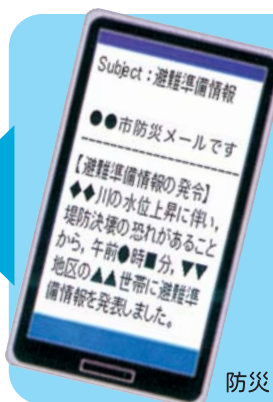 Subject：避難準備情報
●●市防災メールです
【避難準備情報の発令】
◆◆川の水位上昇に伴い，
堤防決壊の恐れがあること
から，午前●時■分，▼▼
地区の▲▲世帯に避難準
備情報を発表しました。
防災